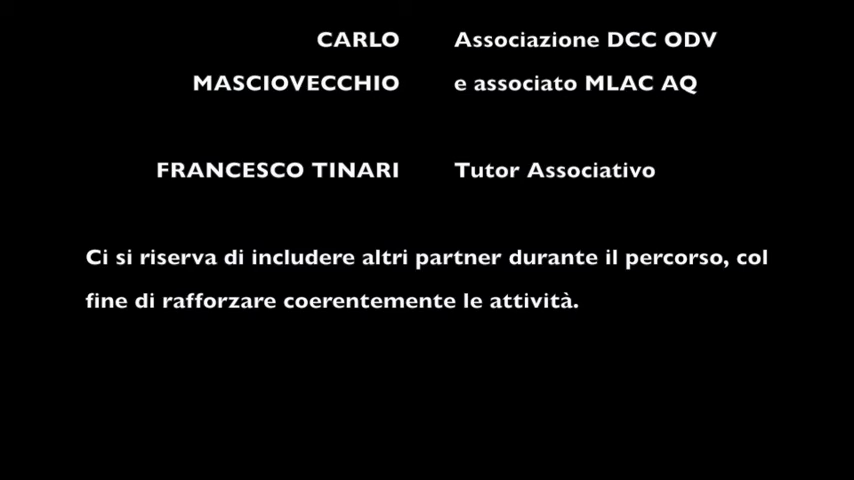 CARLO Associazione DCC ODV
MASCIOVECCHIO e associato MLAC AQ
FRANCESCO TINARI Tutor Associativo
Ci si riserva di includere altri partner durante il percorso, col
fine di rafforzare coerentemente le attività.